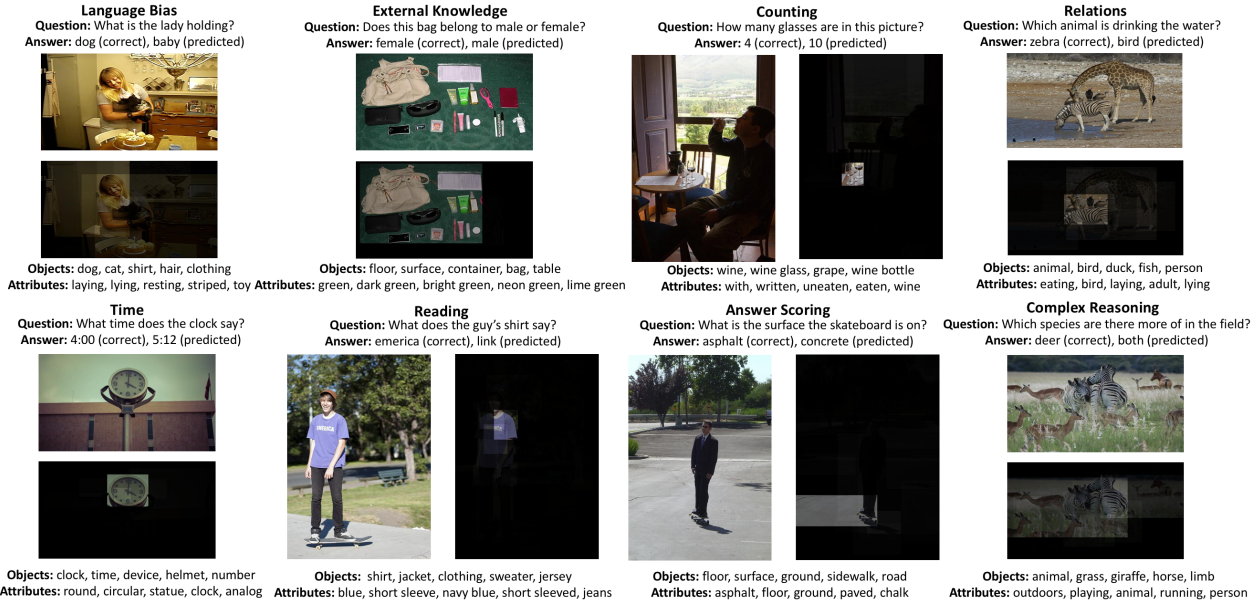 Language Bias
Question: What is the lady holding?
Answer: dog (correct), baby (predicted)
Objects: dog, cat, shirt, hair, clothing
Attributes: laying, lying, resting, striped, toy
External Knowledge
Question: Does this bag belong to male or female?
Answer: female (correct), male (predicted)
Objects: floor, surface, container, bag, table
Attributes: green, dark green, bright green, neon green, lime green
Counting
Question: How many glasses are in this picture?
Answer: 4 (correct), 10 (predicted)
Objects: wine, wine glass, grape, wine bottle
Attributes: with, written, uneaten, eaten, wine
Relations
Question: Which animal is drinking the water?
Answer: zebra (correct), bird (predicted)
Objects: animal, bird, duck, fish, person
Attributes: eating, bird, laying, adult, lying
Time
Question: What time does the clock say?
Answer: 4:00 (correct), 5:12 (predicted)
Objects: clock, time, device, helmet, number
Attributes: round, circular, statue, clock, analog
Reading
Question: What does the guy's shirt say?
Answer: emerica (correct), link (predicted)
Objects: shirt, jacket, clothing, sweater, jersey
Attributes: blue, short sleeve, navy blue, short sleeved, jeans
Answer Scoring
Question: What is the surface the skateboard is on?
Answer: asphalt (correct), concrete (predicted)
Objects: floor, surface, ground, sidewalk, road
Attributes: asphalt, floor, ground, paved, chalk
Complex Reasoning
Question: Which species are there more of in the field?
Answer: deer (correct), both (predicted)
Objects: animal, grass, giraffe, horse, limb
Attributes: outdoors, playing, animal, running, person